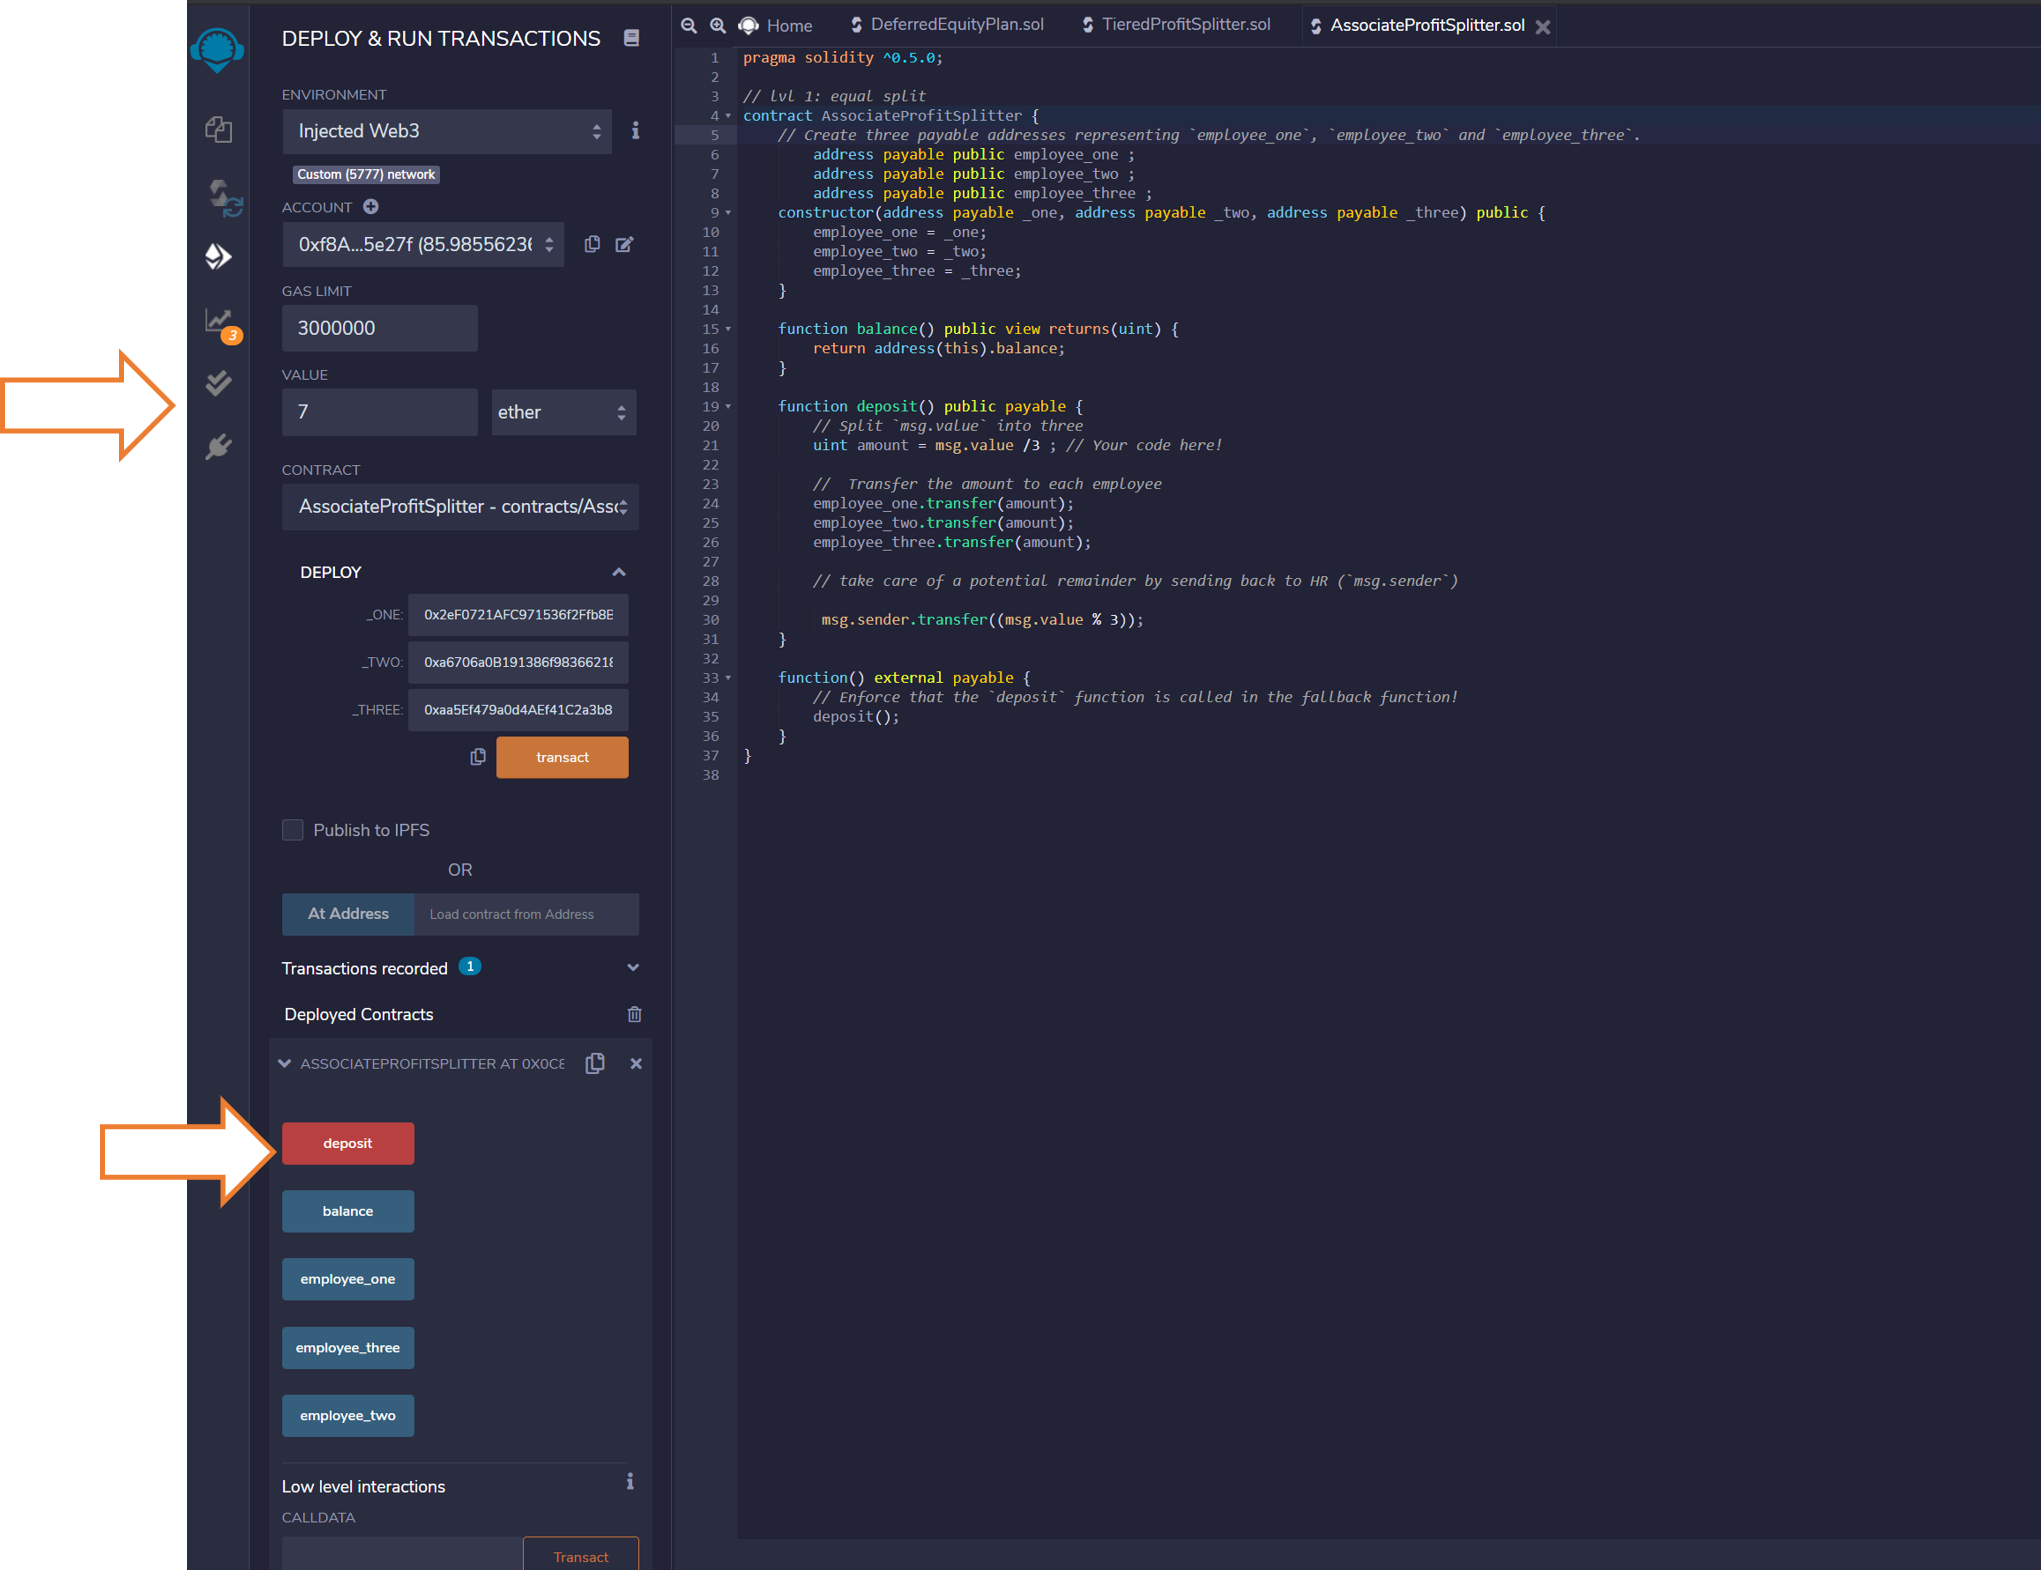 DEPLOY & RUN TRANSACTIONS
ENVIRONMENT
Injected Web3
Custom (5777) network
ACCOUNT
0xf8A...5e27f (85.98556236
GAS LIMIT
3000000
3
VALUE
7
ether
CONTRACT
AssociateProfitSplitter - contracts/Asso
DEPLOY
_ONE: 0x2eF0721AFC971536f2Ffb8E
_TWO: 0xa6706a0B191386f98366218
_THREE: 0xaa5Ef479a0d4AEf41C2a3b8
transact
Publish to IPFS
OR
At Address
Load contract from Address
Transactions recorded 1
Deployed Contracts
ASSOCIATEPROFITSPLITTER AT 0X0CE
deposit
balance
employee_one
employee_three
employee_two
Low level interactions
CALLDATA
Transact
Home
DeferredEquityPlan.sol
TieredProfitSplitter.sol
AssociateProfitSplitter.sol
1 pragma solidity ^0.5.0;
2
3 // lvl 1: equal split
4 contract AssociateProfitSplitter {
5 // Create three payable addresses representing `employee_one`, `employee_two` and `employee_three`.
6 address payable public employee_one ;
7 address payable public employee_two ;
8 address payable public employee_three ;
9 constructor(address payable _one, address payable _two, address payable _three) public {
10 employee_one = _one;
11 employee_two = _two;
12 employee_three = _three;
13 }
14
15 function balance() public view returns(uint) {
16 return address(this).balance;
17 }
18
19 function deposit() public payable {
20 // Split `msg.value` into three
21 uint amount = msg.value /3 ; // Your code here!
22
23 //  Transfer the amount to each employee
24 employee_one.transfer(amount);
25 employee_two.transfer(amount);
26 employee_three.transfer(amount);
27
28 // take care of a potential remainder by sending back to HR (`msg.sender`)
29
30 msg.sender.transfer((msg.value % 3));
31 }
32
33 function() external payable {
34 // Enforce that the `deposit` function is called in the fallback function!
35 deposit();
36 }
37 }
38